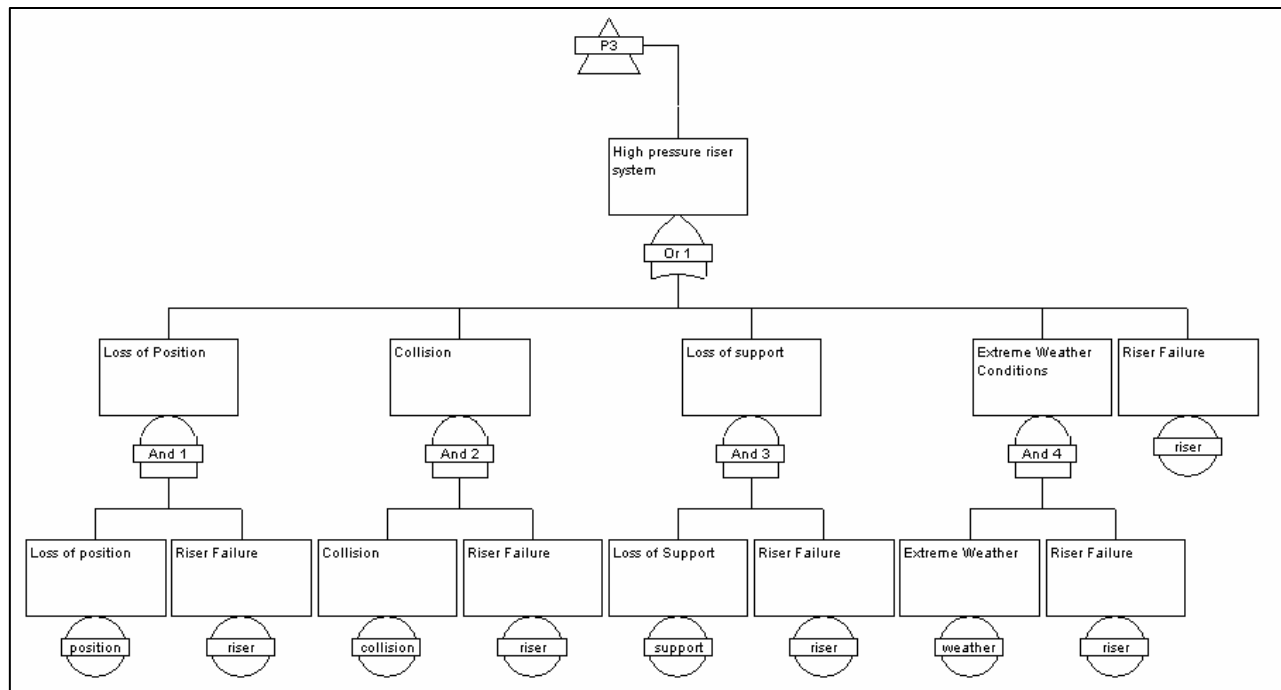 P3
High pressure riser
system
Or 1
Loss of Position
Collision
Loss of support
Extreme Weather
Conditions
Riser Failure
And 1
And 2
And 3
And 4
riser
Loss of position
Riser Failure
Collision
Riser Failure
Loss of Support
Riser Failure
Extreme Weather
Riser Failure
position
riser
collision
riser
support
riser
weather
riser